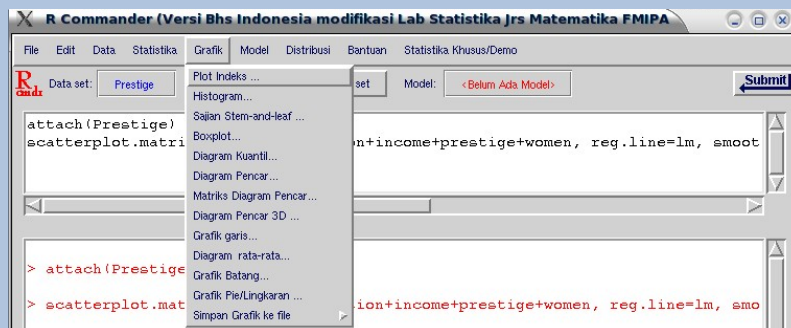 R Commander (Versi Bhs Indonesia modifikasi Lab Statistika Jrs Matematika FMIPA
File Edit Data Statistika Grafik Model Distribusi Bantuan Statistika Khusus/Demo
R cmdr Data set: Prestige set Model: <Belum Ada Model> Submit
Plot Indeks ...
Histogram...
Sajian Stem-and-leaf ...
Boxplot...
Diagram Kuantil...
Diagram Pencar...
Matriks Diagram Pencar...
Diagram Pencar 3D ...
Grafik garis...
Diagram rata-rata...
Grafik Batang...
Grafik Pie/Lingkaran ...
Simpan Grafik ke file
attach(Prestige)
scatterplot.matri on+income+prestige+women, reg.line=lm, smoot
> attach(Prestige
> scatterplot.mat ion+income+prestige+women, reg.line=lm, smo